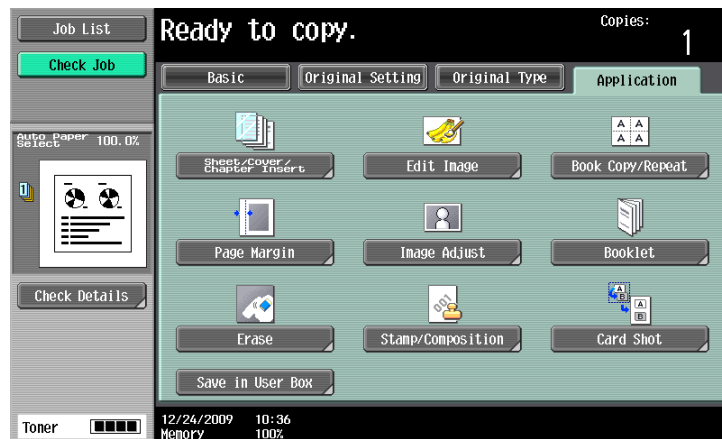 Job List
Check Job
Ready to copy.
Copies:
1
Basic
Original Setting
Original Type
Application
Auto Paper
Select
100.0%
1
Sheet/Cover/
Chapter Insert
Edit Image
A A
A A
Book Copy/Repeat
Page Margin
Image Adjust
Booklet
Check Details
001
A
B
A
B
Erase
Stamp/Composition
Card Shot
Save in User Box
Toner
12/24/2009 10:36
Memory 100%